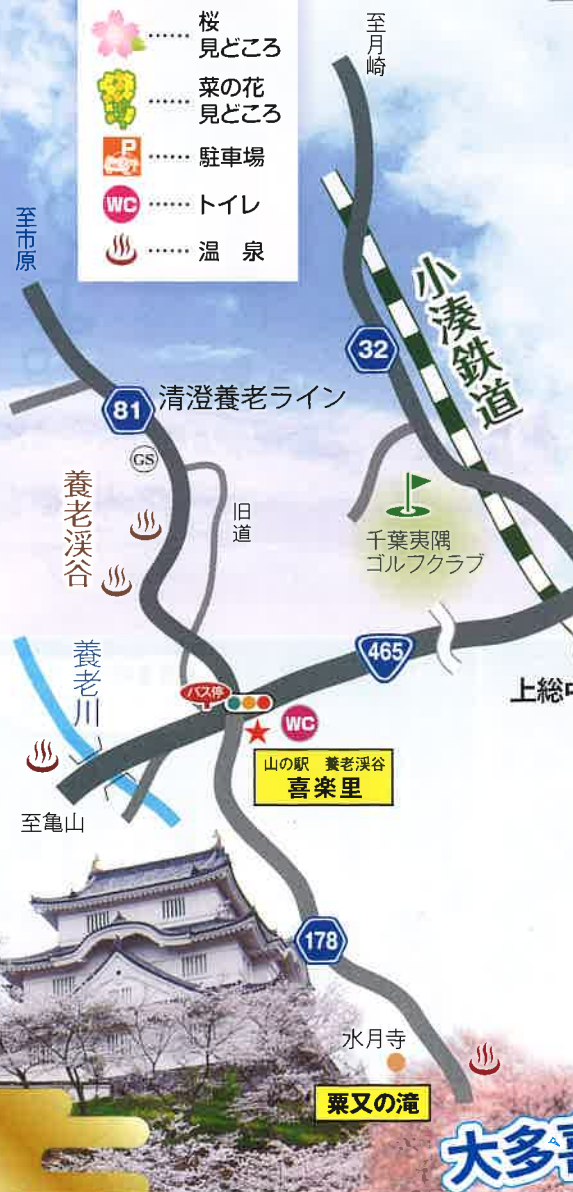 桜
見どころ
菜の花
見どころ
P
…… 駐車場
WC …… トイレ
…… 温　泉
至月崎
至市原
小湊鉄道
32
81
清澄養老ライン
GS
養老渓谷
旧道
千葉夷隅
ゴルフクラブ
養老川
465
バス停
WC
上総中
山の駅　養老渓谷
喜楽里
至亀山
178
水月寺
粟又の滝
大多喜